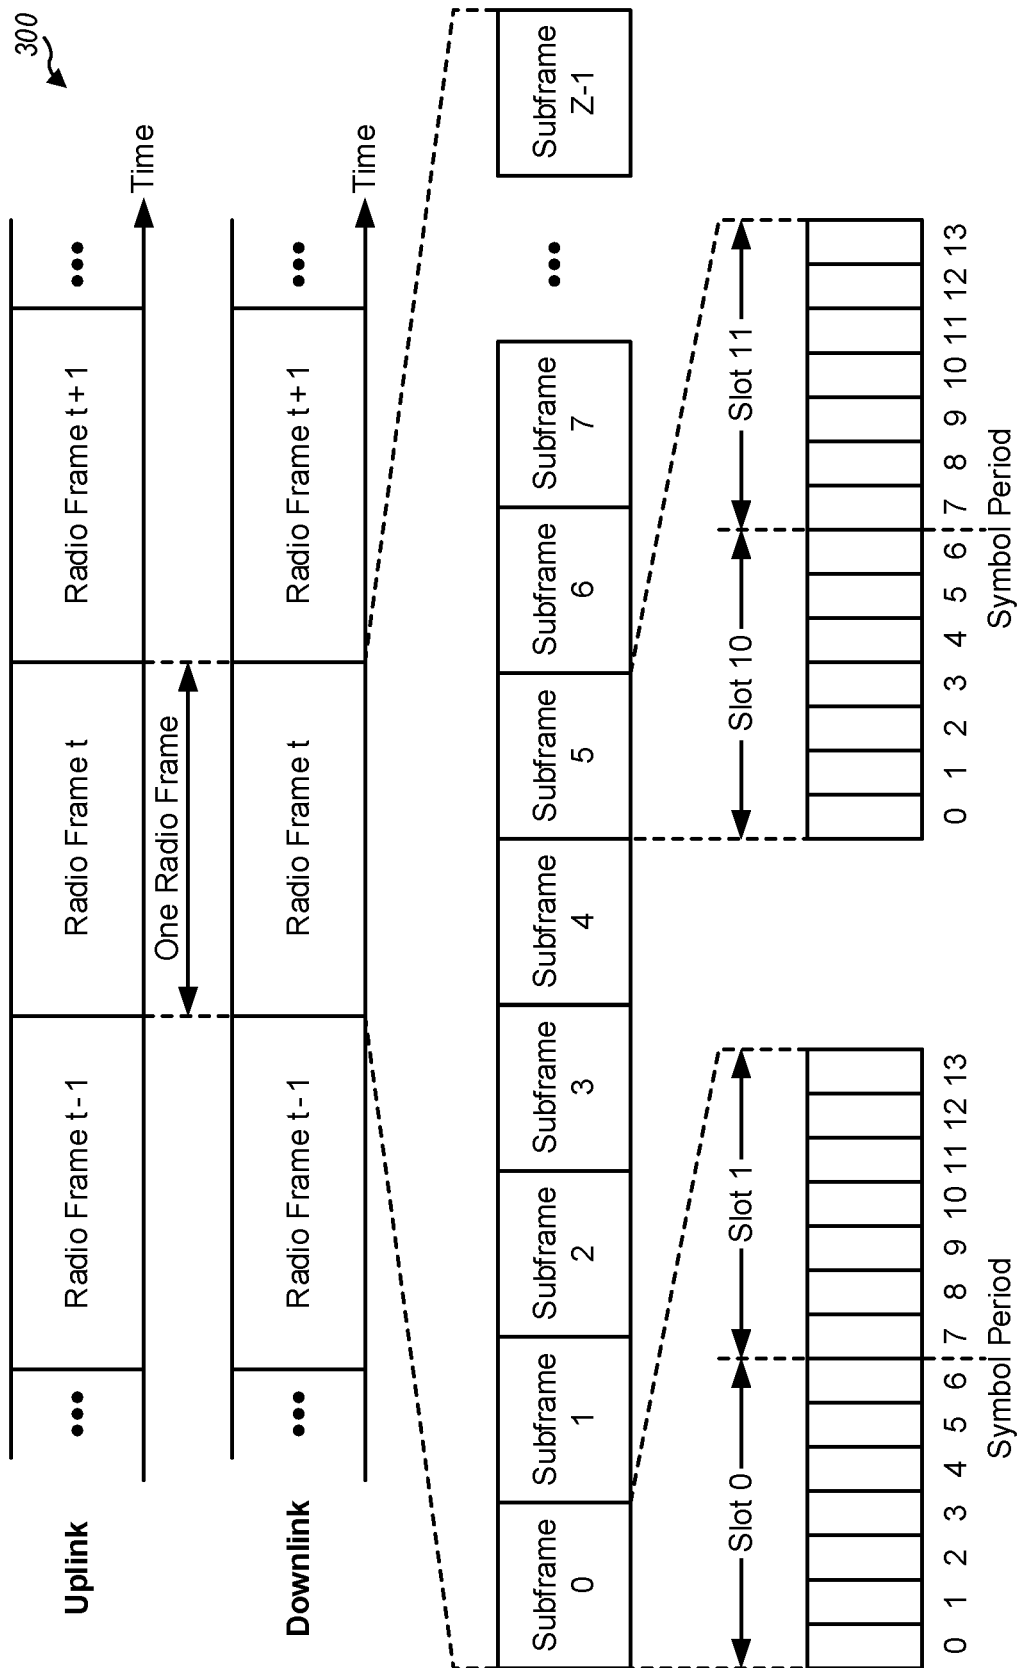 300
Uplink
Radio Frame t-1
Radio Frame t
Radio Frame t+1
Time
One Radio Frame
Downlink
Radio Frame t-1
Radio Frame t
Radio Frame t+1
Time
Subframe 0
Subframe 1
Subframe 2
Subframe 3
Subframe 4
Subframe 5
Subframe 6
Subframe 7
Subframe Z-1
Slot 0
Slot 1
Slot 10
Slot 11
0 1 2 3 4 5 6 7 8 9 10 11 12 13
Symbol Period
0 1 2 3 4 5 6 7 8 9 10 11 12 13
Symbol Period